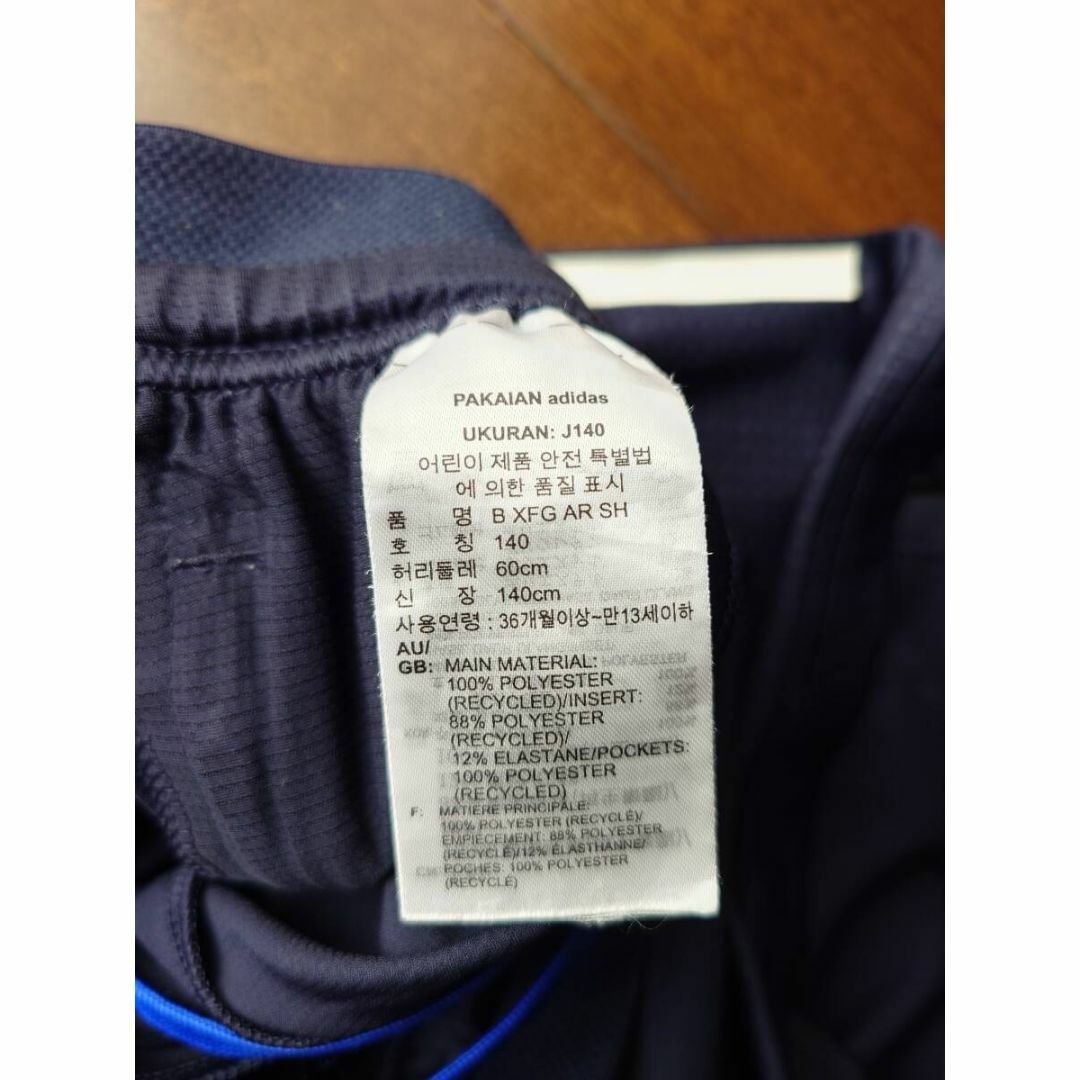 PAKAIAN adidas
UKURAN: J140
어린이 제품 안전 특별법
에 의한 품질 표시
품 명 B XFG AR SH
호 칭 140
허리둘레 60cm
신 장 140cm
사용연령 : 36개월이상~만13세이하
AU/
GB: MAIN MATERIAL:
100% POLYESTER
(RECYCLED)/INSERT:
88% POLYESTER
(RECYCLED)/
12% ELASTANE/POCKETS:
100% POLYESTER
(RECYCLED)
F: MATIÈRE PRINCIPALE:
100% POLYESTER (RECYCLÉ)/
EMPIÈCEMENT: 88% POLYESTER
(RECYCLÉ)/12% ÉLASTHANNE/
POCHES: 100% POLYESTER
(RECYCLÉ)